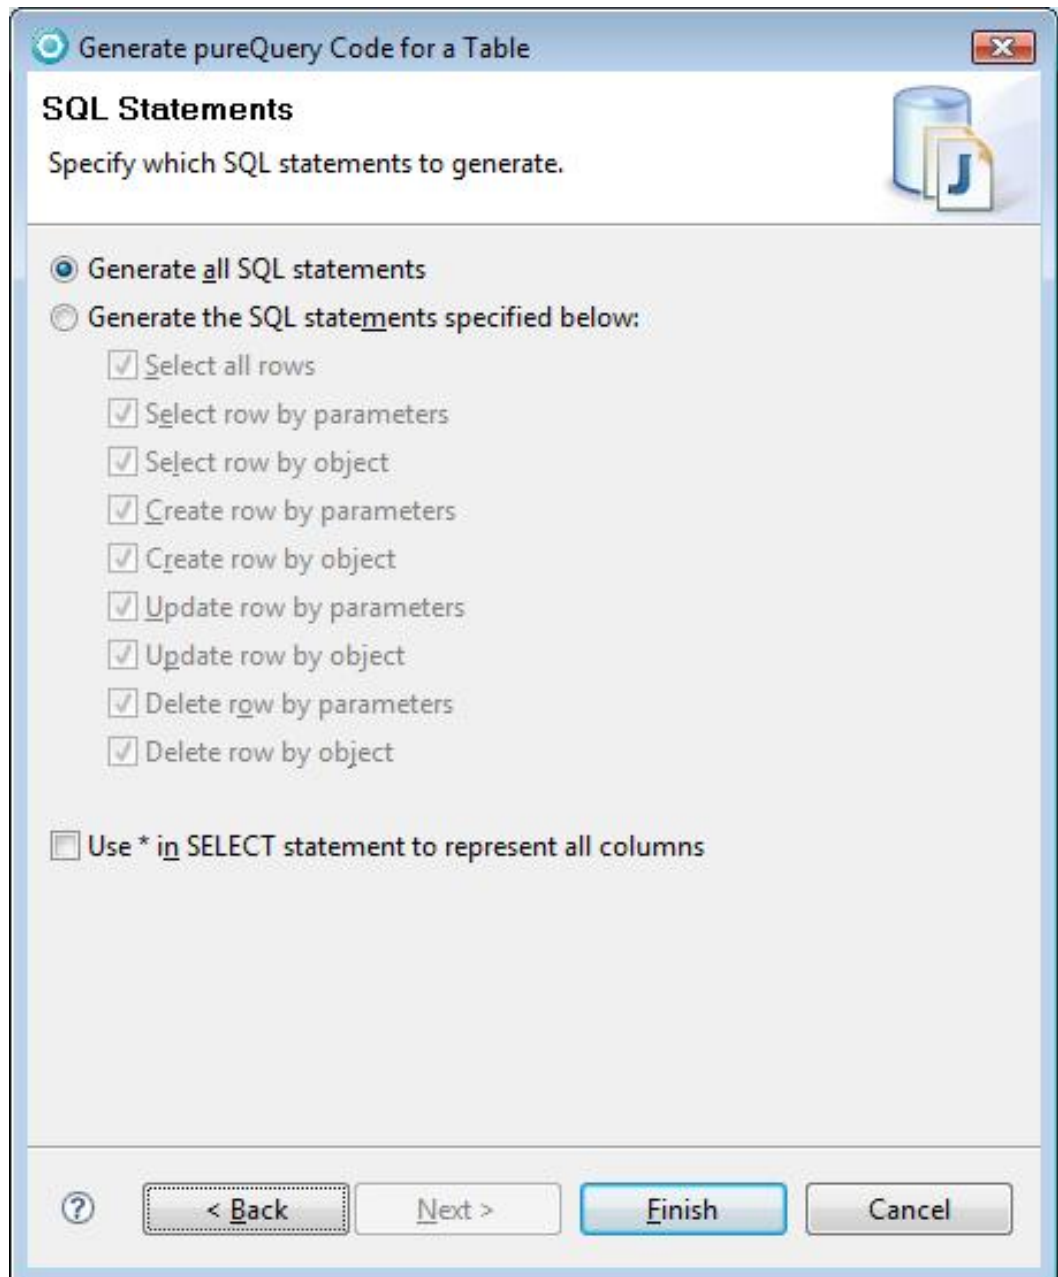 Generate pureQuery Code for a Table
SQL Statements
Specify which SQL statements to generate.
J
Generate all SQL statements
Generate the SQL statements specified below:
Select all rows
Select row by parameters
Select row by object
Create row by parameters
Create row by object
Update row by parameters
Update row by object
Delete row by parameters
Delete row by object
Use * in SELECT statement to represent all columns
? < Back Next > Finish Cancel